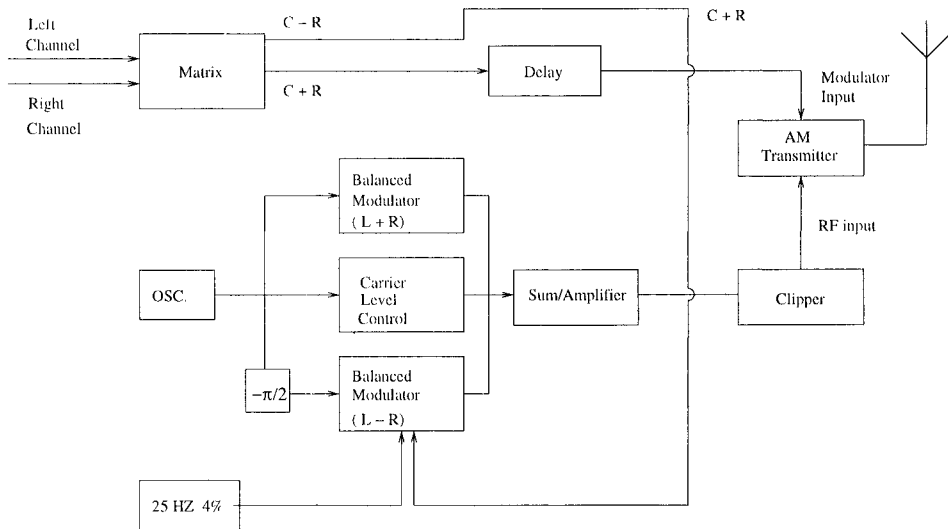 Left
Channel
Right
Channel
Matrix
C − R
C + R
C + R
Delay
Modulator
Input
AM
Transmitter
RF input
Balanced
Modulator
( L + R)
OSC.
Carrier
Level
Control
Sum/Amplifier
Clipper
−π/2
Balanced
Modulator
( L − R)
25 HZ 4%